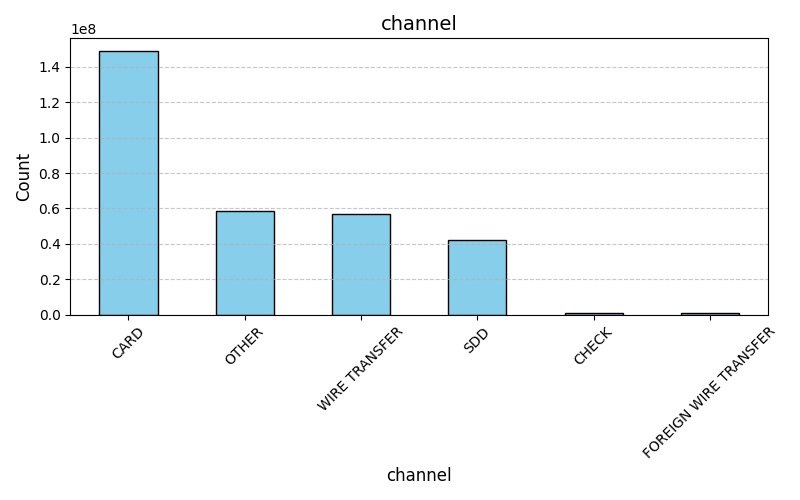 channel
1e8
1.4
1.2
1.0
0.8
0.6
0.4
0.2
0.0
Count
CARD
OTHER
WIRE TRANSFER
SDD
CHECK
FOREIGN WIRE TRANSFER
channel